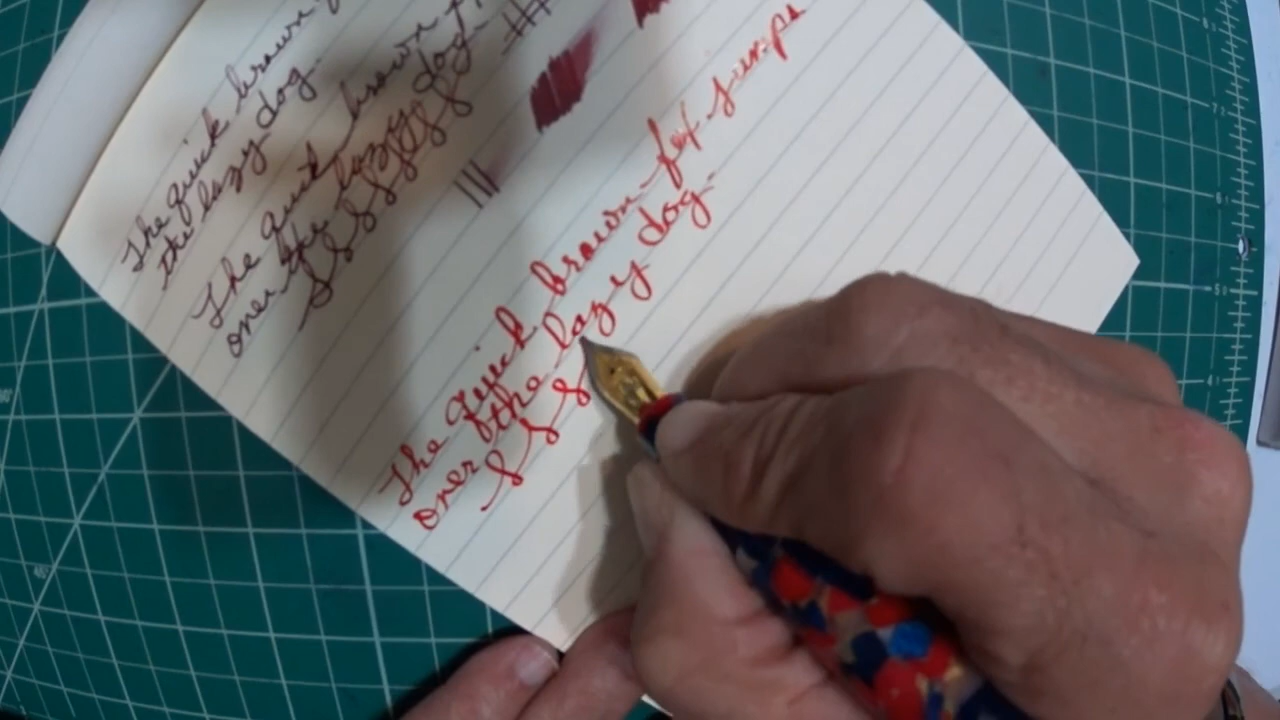 The quick brown
the lazy dog.
The quick brown
over the lazy dog.
S S S S S S S
The quick brown fox jumps
over the lazy dog.
S S S